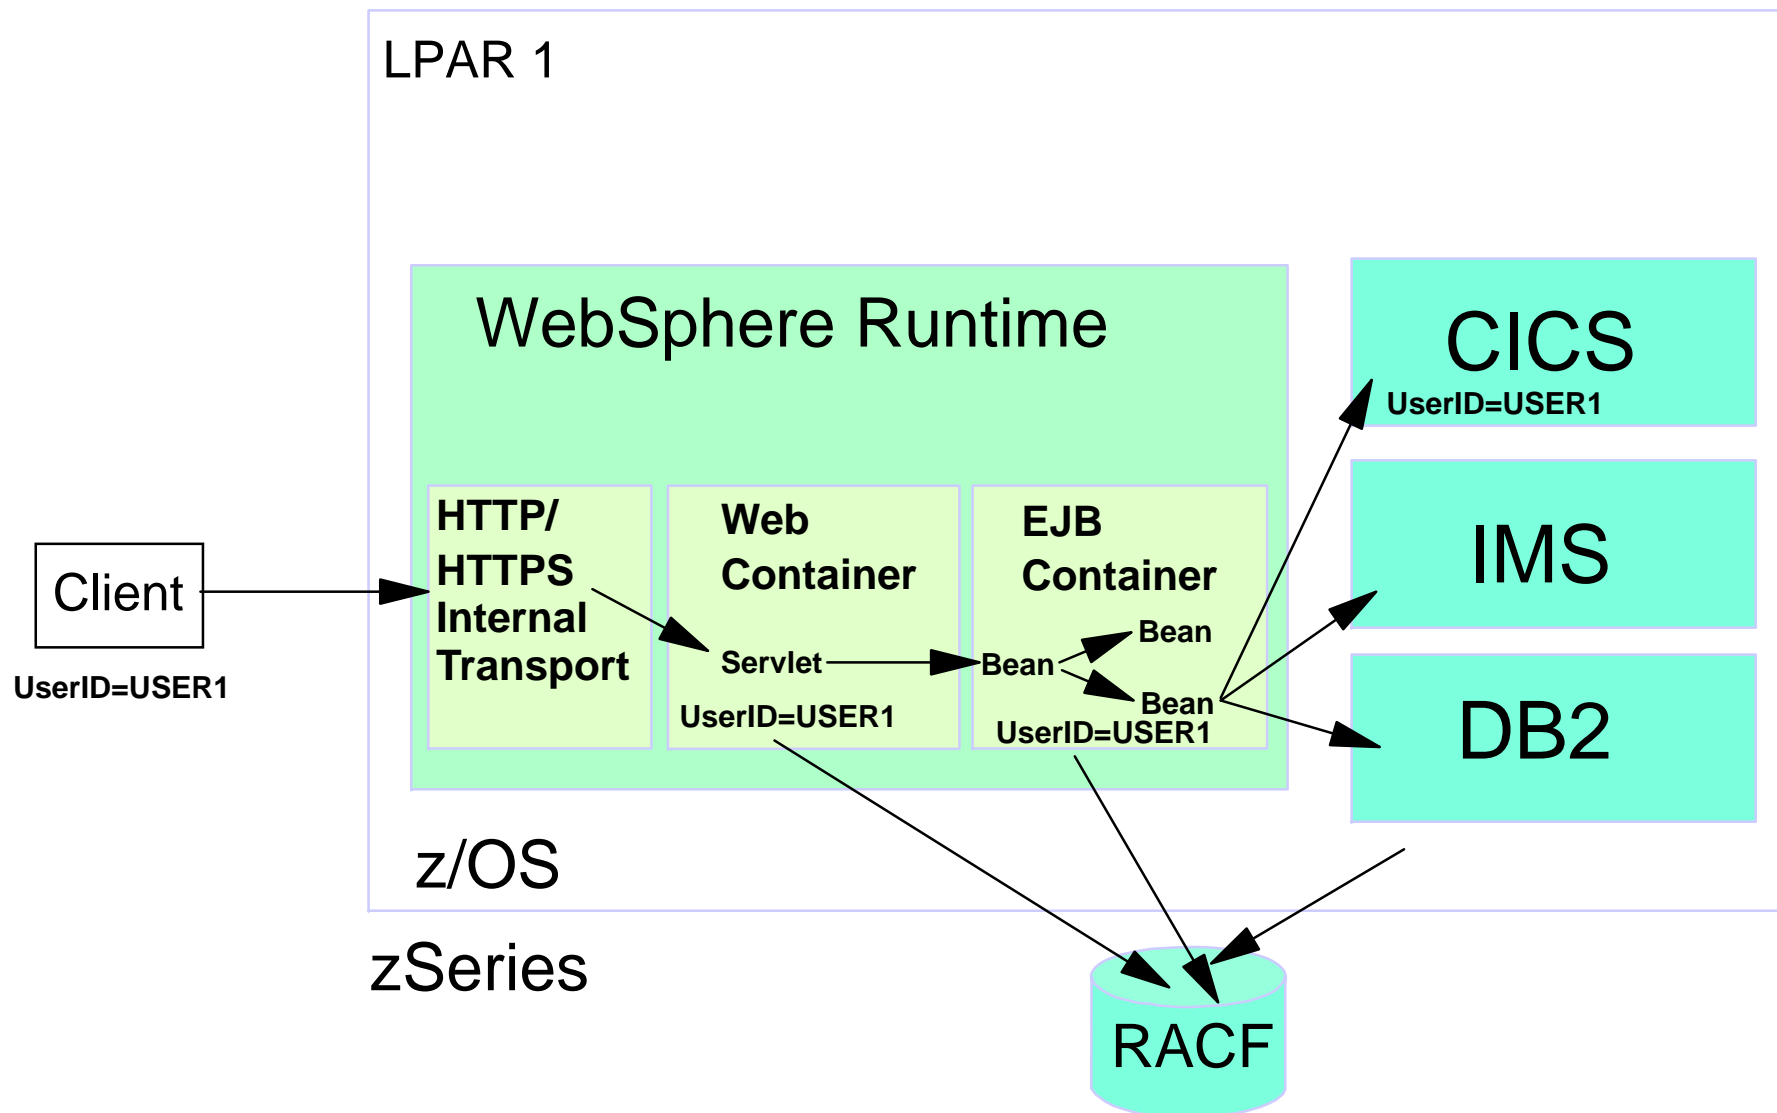 LPAR 1
WebSphere Runtime
CICS
UserID=USER1
HTTP/
HTTPS
Internal
Transport
Web
Container
Servlet
UserID=USER1
EJB
Container
Bean
Bean
Bean
UserID=USER1
IMS
DB2
Client
UserID=USER1
z/OS
zSeries
RACF